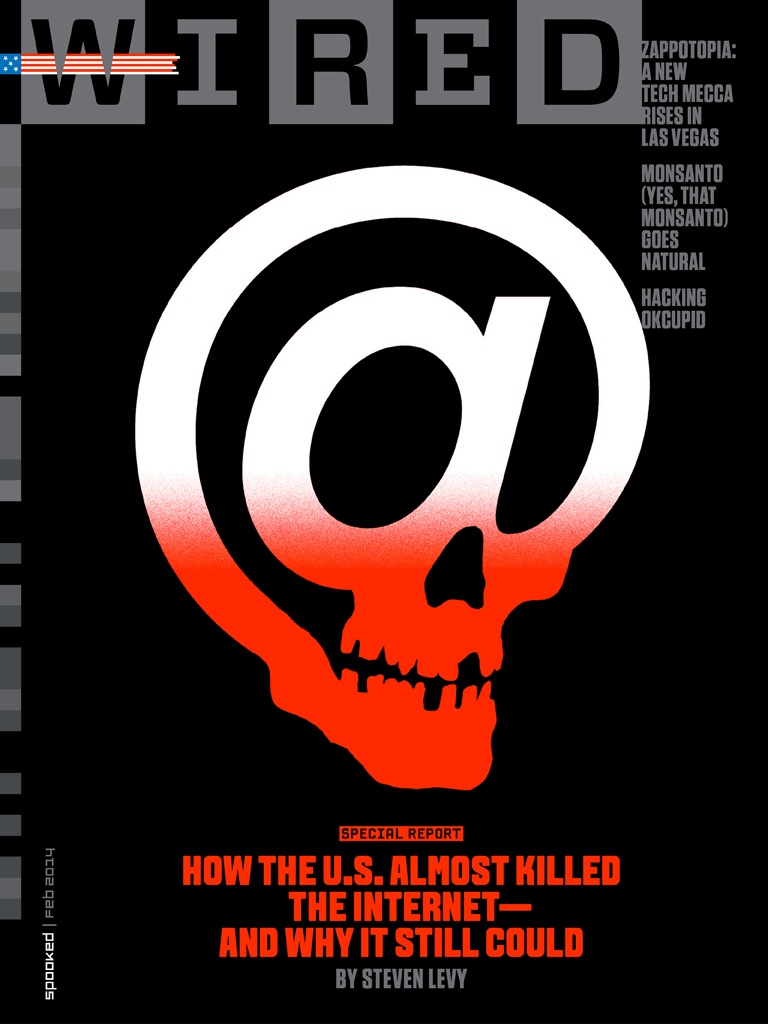 WIRED
ZAPPOTOPIA:
A NEW
TECH MECCA
RISES IN
LAS VEGAS
MONSANTO
(YES, THAT
MONSANTO)
GOES
NATURAL
HACKING
OKCUPID
@
SPECIAL REPORT
HOW THE U.S. ALMOST KILLED
THE INTERNET—
AND WHY IT STILL COULD
BY STEVEN LEVY
spooked | Feb 2014